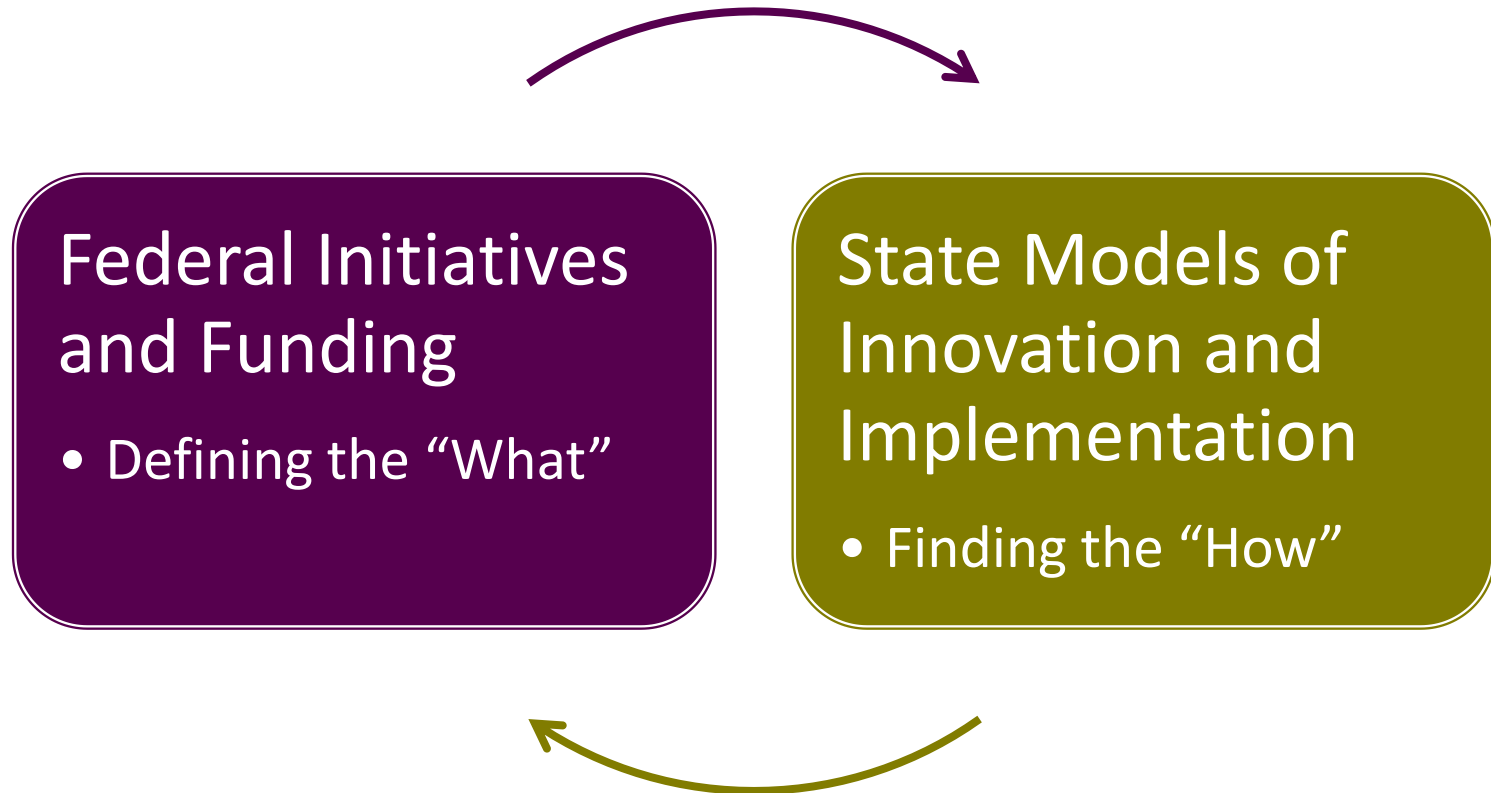 Federal Initiatives
and Funding
• Defining the “What”
State Models of
Innovation and
Implementation
• Finding the “How”